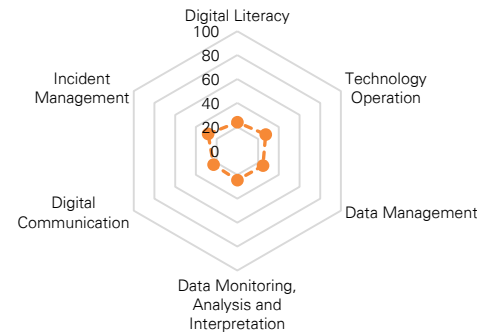 Digital Literacy
100
80
60
40
20
0
Incident
Management
Technology
Operation
Digital
Communication
Data Management
Data Monitoring,
Analysis and
Interpretation